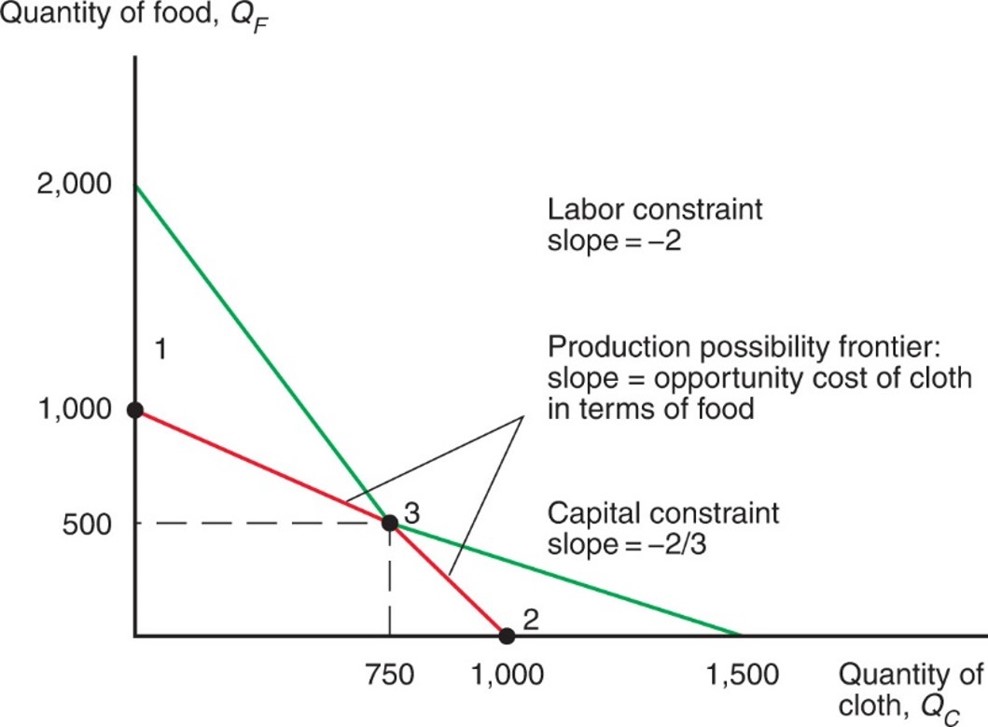 Quantity of food, Q_F
2,000
Labor constraint
slope = –2
1
Production possibility frontier:
slope = opportunity cost of cloth
in terms of food
1,000
500
3
Capital constraint
slope = –2/3
2
750
1,000
1,500
Quantity of
cloth, Q_C